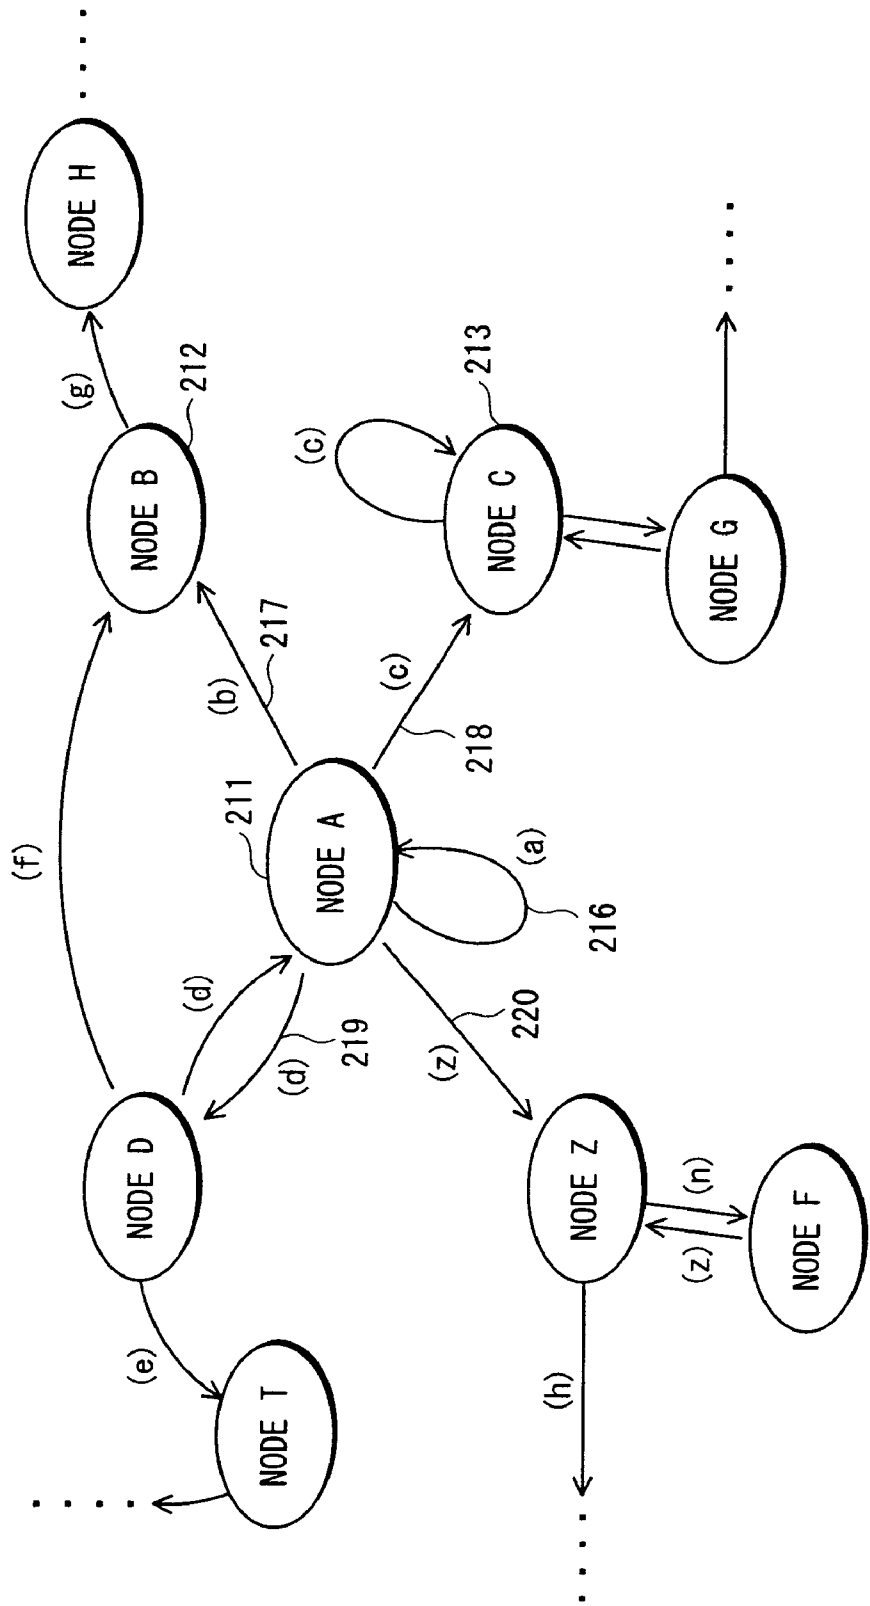 NODE T
(e)
NODE D
(f)
NODE B
212
(g)
NODE H
(d)
(d)
219
211
NODE A
(b)
217
(a)
216
(c)
218
(c)
213
NODE C
NODE G
(z)
220
(h)
NODE Z
(z)
(n)
NODE F